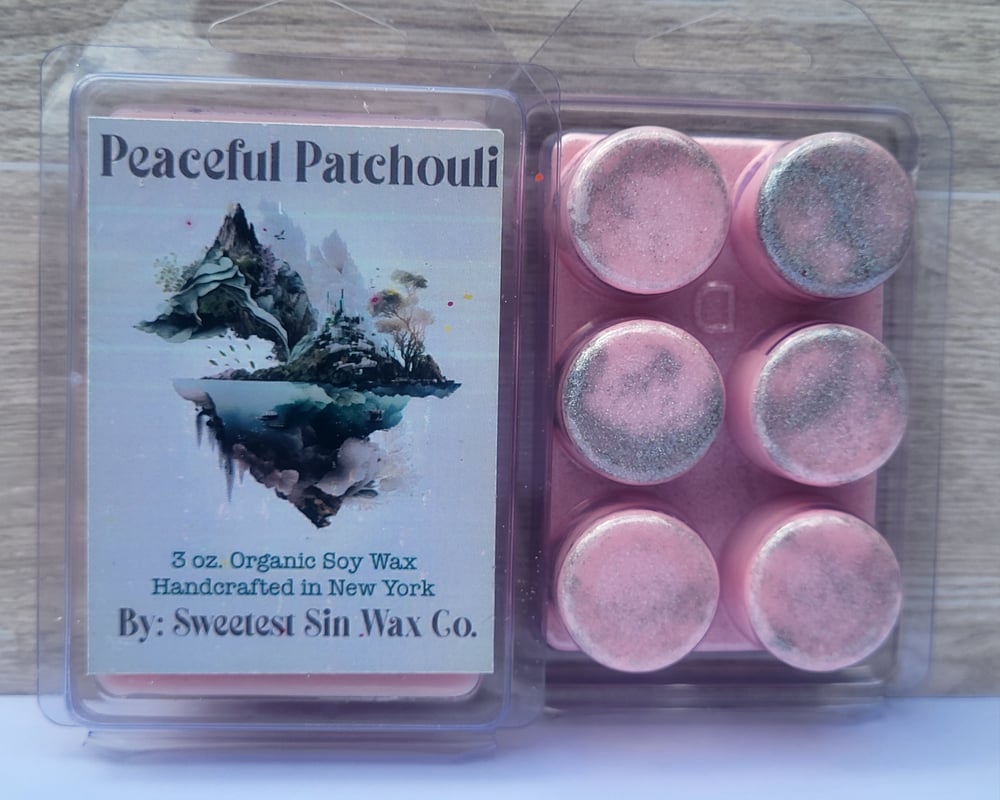 Peaceful Patchouli
3 oz. Organic Soy Wax
Handcrafted in New York
By: Sweetest Sin Wax Co.